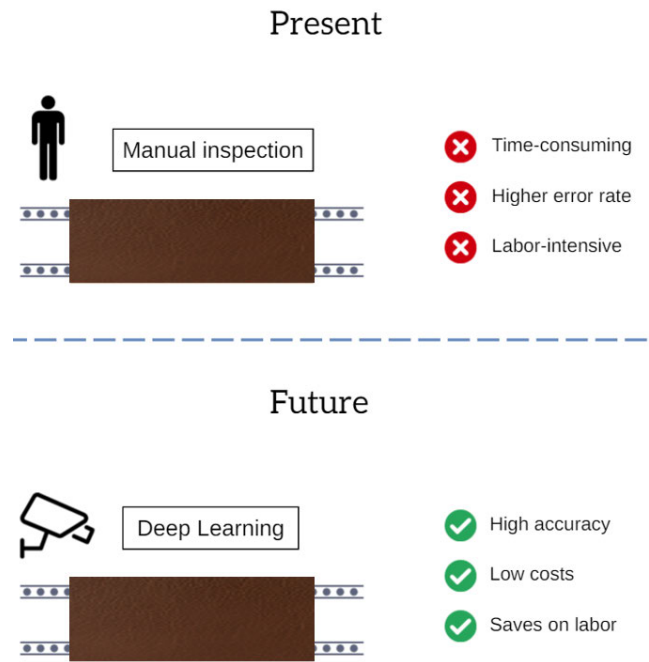 Present
Manual inspection
Time-consuming
Higher error rate
Labor-intensive
Future
Deep Learning
High accuracy
Low costs
Saves on labor